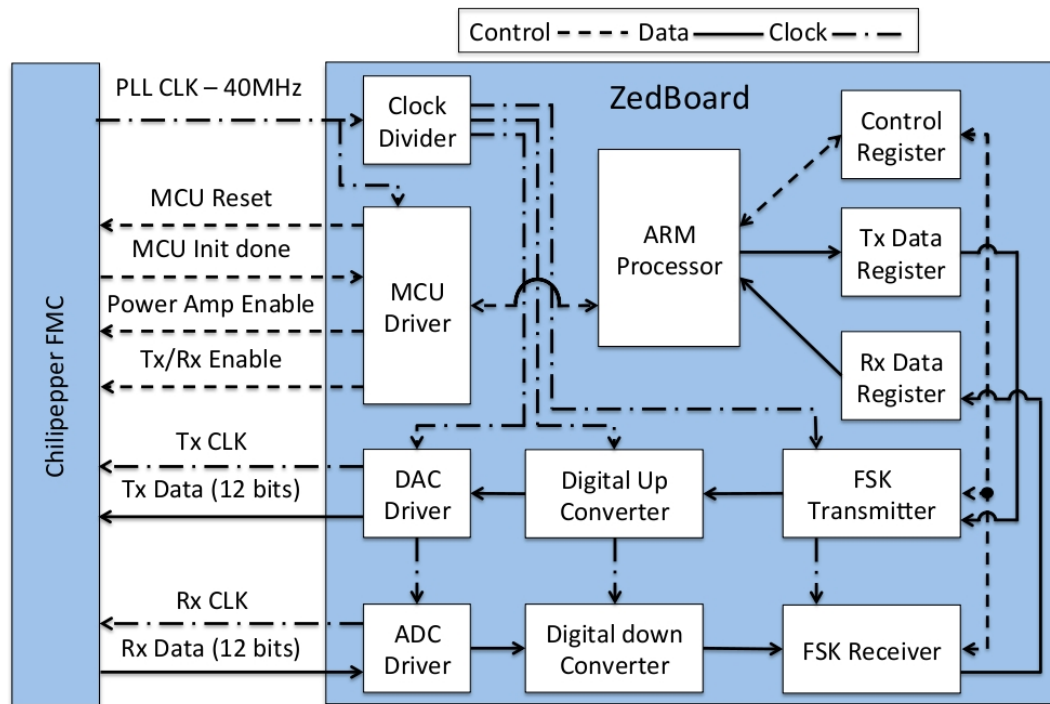 Control
Data
Clock
PLL CLK – 40MHz
Clock
Divider
ZedBoard
Control
Register
MCU Reset
MCU Init done
Power Amp Enable
Tx/Rx Enable
MCU
Driver
ARM
Processor
Tx Data
Register
Rx Data
Register
Chilipepper FMC
Tx CLK
Tx Data (12 bits)
DAC
Driver
Digital Up
Converter
FSK
Transmitter
Rx CLK
Rx Data (12 bits)
ADC
Driver
Digital down
Converter
FSK Receiver